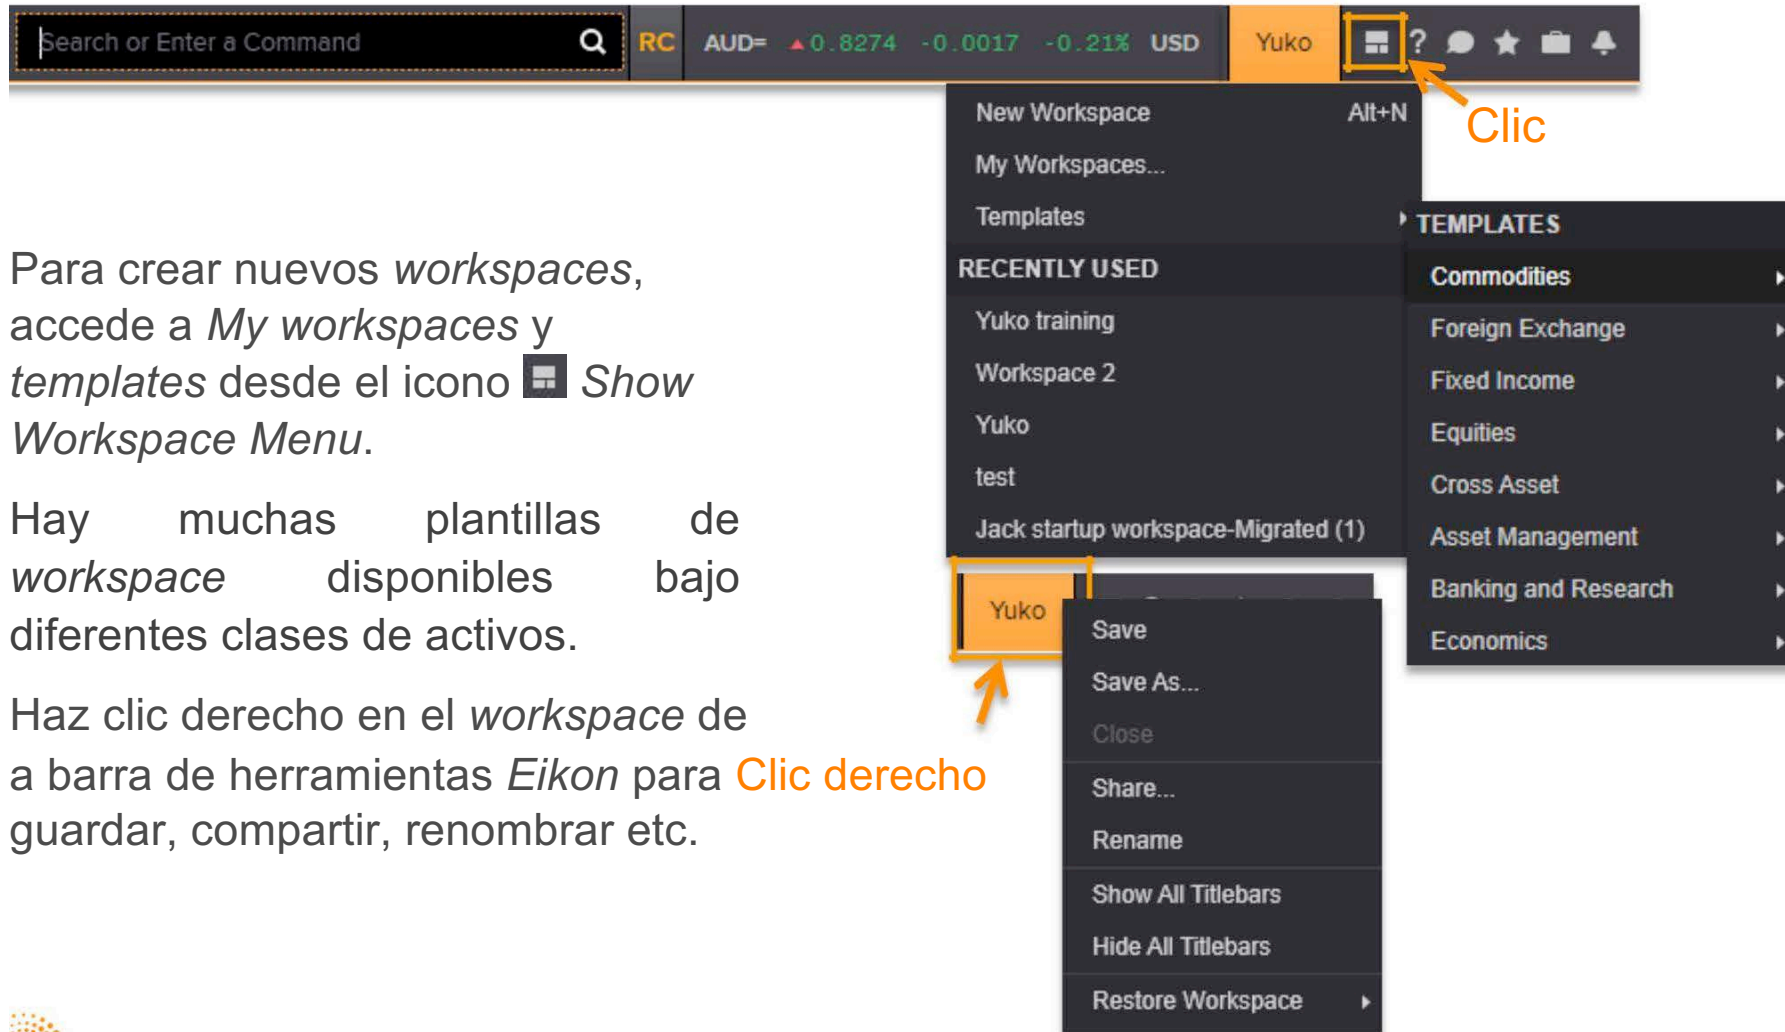 Search or Enter a Command
RC
AUD= 0.8274 -0.0017 -0.21% USD
Yuko
?
Clic
New Workspace Alt+N
My Workspaces...
Templates
RECENTLY USED
Yuko training
Workspace 2
Yuko
test
Jack startup workspace-Migrated (1)
TEMPLATES
Commodities
Foreign Exchange
Fixed Income
Equities
Cross Asset
Asset Management
Banking and Research
Economics
Para crear nuevos workspaces,
accede a My workspaces y
templates desde el icono Show
Workspace Menu.
Hay muchas plantillas de
workspace disponibles bajo
diferentes clases de activos.
Haz clic derecho en el workspace de
a barra de herramientas Eikon para
guardar, compartir, renombrar etc.
Clic derecho
Yuko
Save
Save As...
Close
Share...
Rename
Show All Titlebars
Hide All Titlebars
Restore Workspace